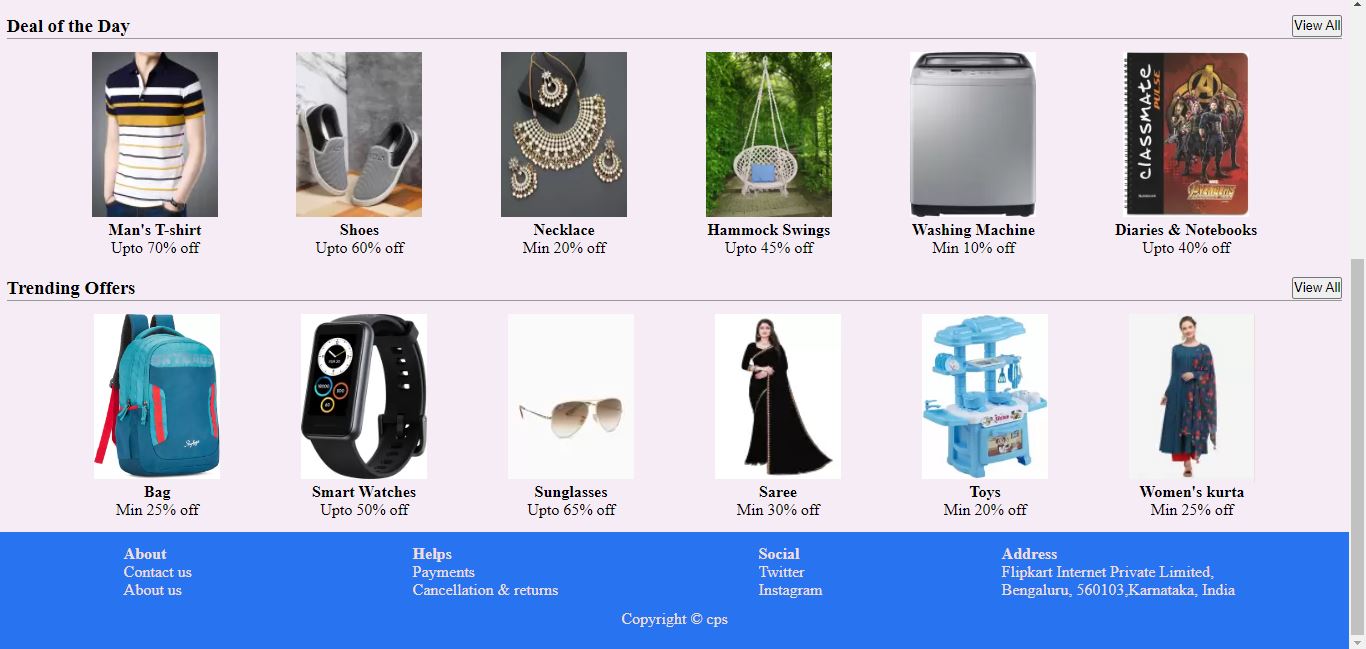 Deal of the Day
View All
CLASSMATE
PULSE
AVENGERS
Man's T-shirt
Shoes
Necklace
Hammock Swings
Washing Machine
Diaries & Notebooks
Upto 70% off
Upto 60% off
Min 20% off
Upto 45% off
Min 10% off
Upto 40% off
Trending Offers
View All
Bag
Smart Watches
Sunglasses
Saree
Toys
Women's kurta
Min 25% off
Upto 50% off
Upto 65% off
Min 30% off
Min 20% off
Min 25% off
About
Helps
Social
Address
Contact us
Payments
Twitter
Flipkart Internet Private Limited,
About us
Cancellation & returns
Instagram
Bengaluru, 560103,Karnataka, India
Copyright © cps